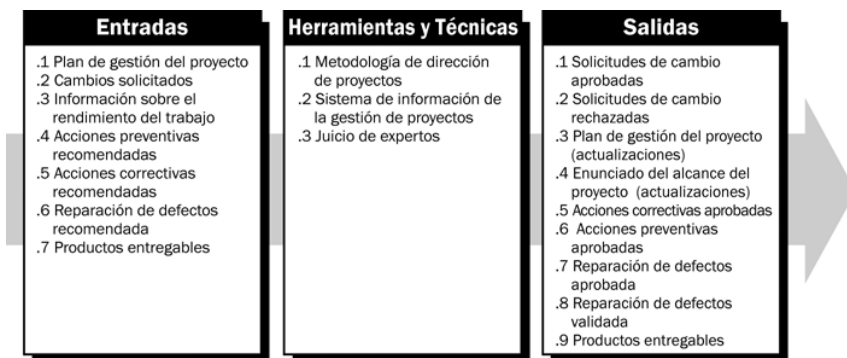 Entradas
.1 Plan de gestión del proyecto
.2 Cambios solicitados
.3 Información sobre el
rendimiento del trabajo
.4 Acciones preventivas
recomendadas
.5 Acciones correctivas
recomendadas
.6 Reparación de defectos
recomendada
.7 Productos entregables
Herramientas y Técnicas
.1 Metodología de dirección
de proyectos
.2 Sistema de información de
la gestión de proyectos
.3 Juicio de expertos
Salidas
.1 Solicitudes de cambio
aprobadas
.2 Solicitudes de cambio
rechazadas
.3 Plan de gestión del proyecto
(actualizaciones)
.4 Enunciado del alcance del
proyecto (actualizaciones)
.5 Acciones correctivas aprobadas
.6 Acciones preventivas
aprobadas
.7 Reparación de defectos
aprobada
.8 Reparación de defectos
validada
.9 Productos entregables